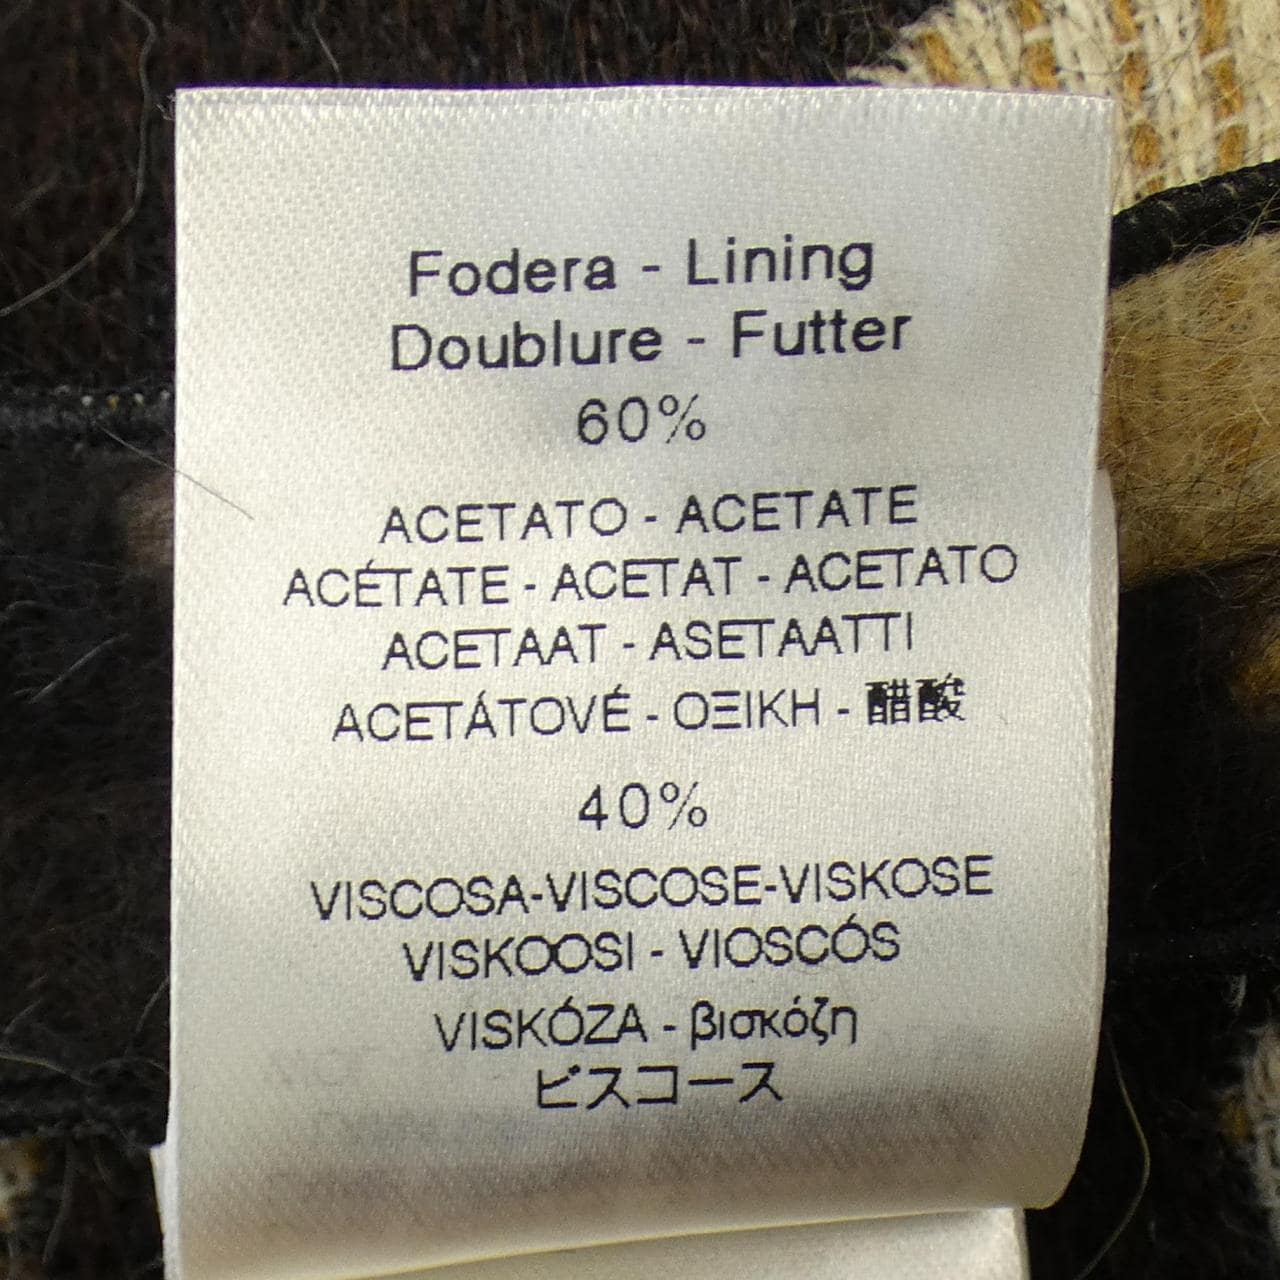 Fodera - Lining
Doublure - Futter
60%
ACETATO - ACETATE
ACÉTATE - ACETAT - ACETATO
ACETAAT - ASETAATTI
ACETÁTOVÉ - ΟΞΙΚΗ - 醋酸
40%
VISCOSA-VISCOSE-VISKOSE
VISKOOSI - VIOSCÓS
VISKÓZA - βισκόζη
ビスコース